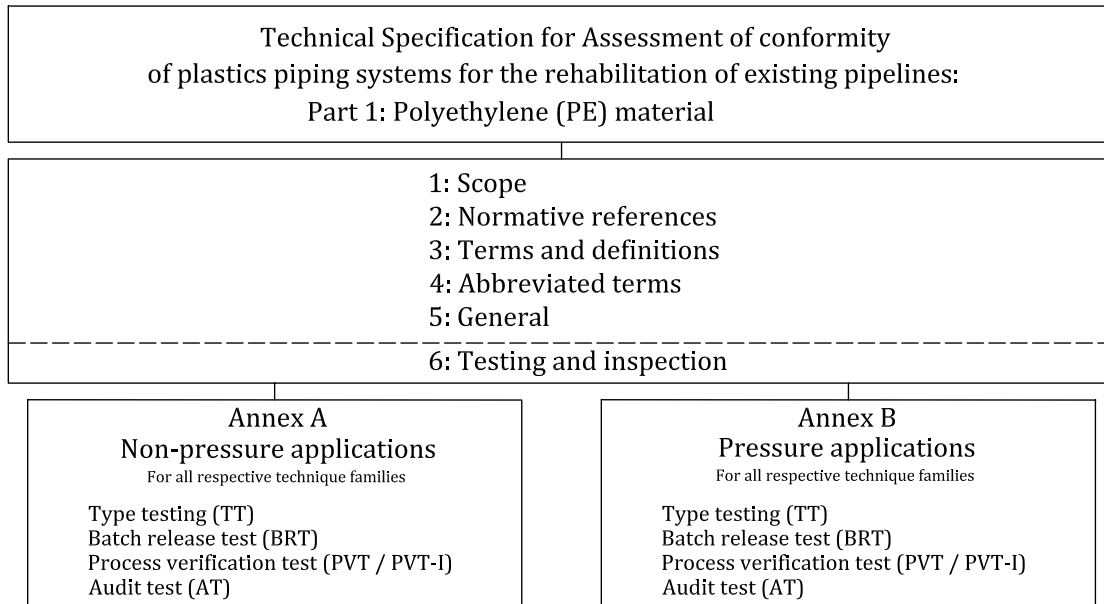 Technical Specification for Assessment of conformity
of plastics piping systems for the rehabilitation of existing pipelines:
Part 1: Polyethylene (PE) material
1: Scope
2: Normative references
3: Terms and definitions
4: Abbreviated terms
5: General
6: Testing and inspection
Annex A
Non-pressure applications
For all respective technique families
Type testing (TT)
Batch release test (BRT)
Process verification test (PVT / PVT-I)
Audit test (AT)
Annex B
Pressure applications
For all respective technique families
Type testing (TT)
Batch release test (BRT)
Process verification test (PVT / PVT-I)
Audit test (AT)